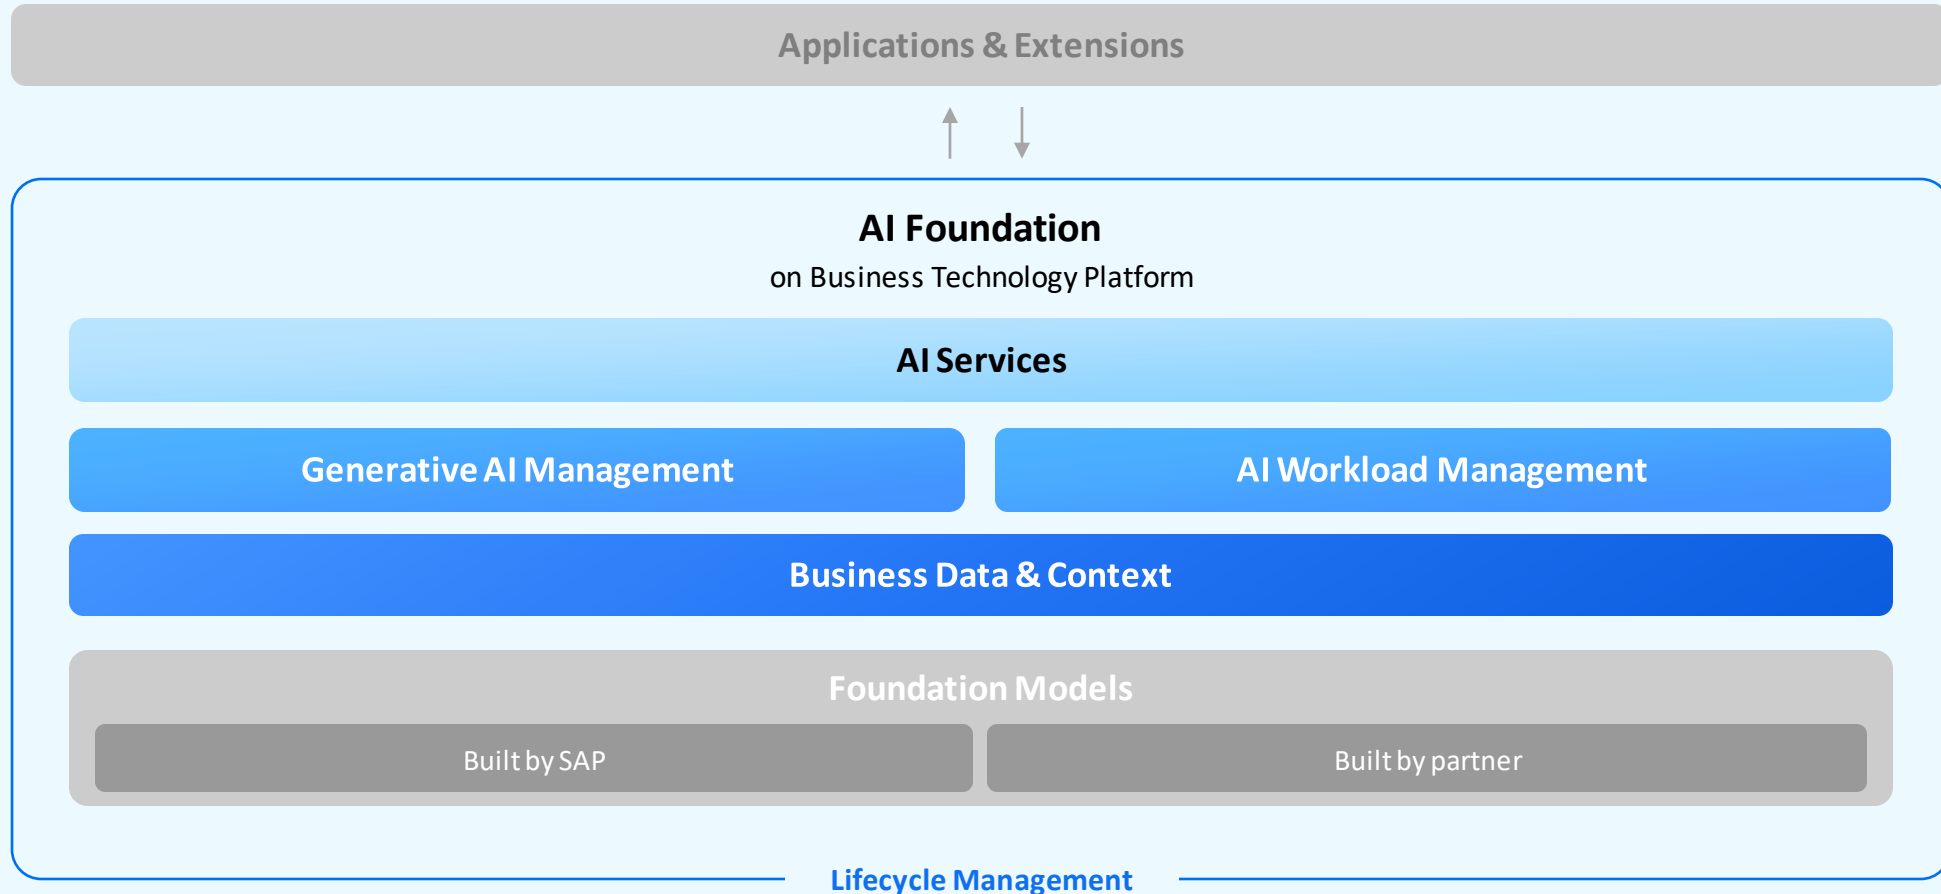 Applications & Extensions
AI Foundation
on Business Technology Platform
AI Services
Generative AI Management
AI Workload Management
Business Data & Context
Foundation Models
Built by SAP
Built by partner
Lifecycle Management